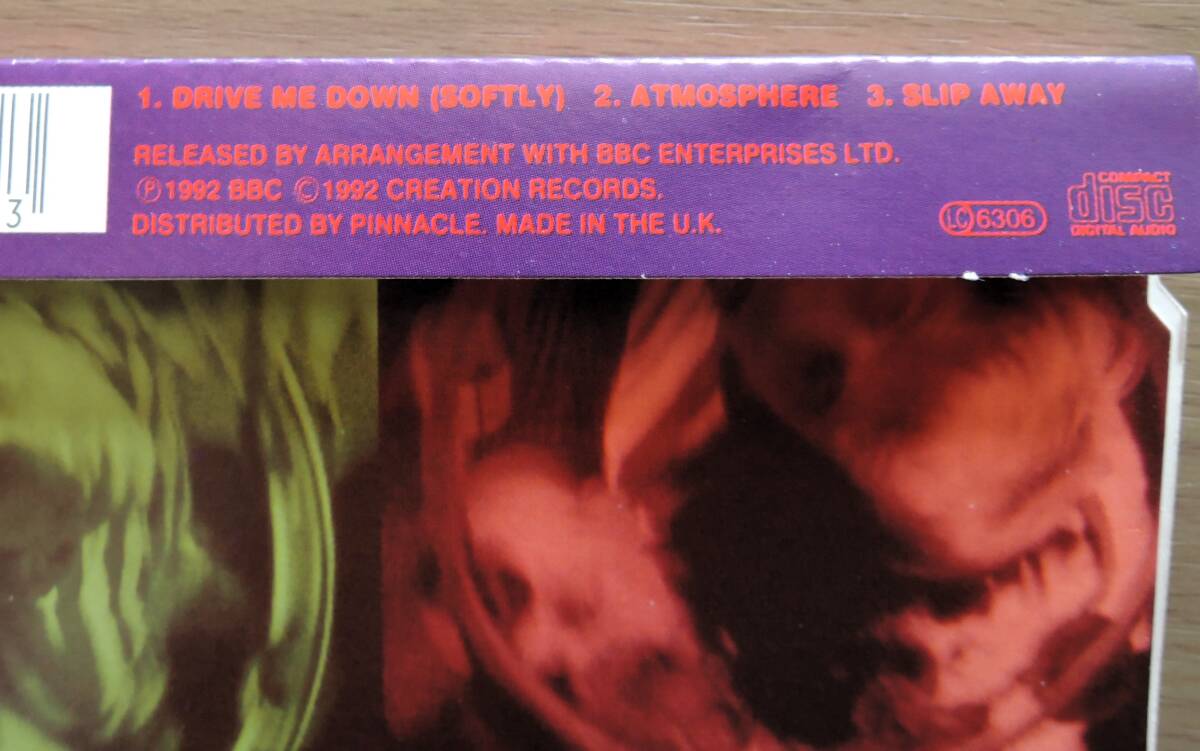 1. DRIVE ME DOWN (SOFTLY) 2. ATMOSPHERE 3. SLIP AWAY
RELEASED BY ARRANGEMENT WITH BBC ENTERPRISES LTD.
Ⓟ1992 BBC ©1992 CREATION RECORDS.
DISTRIBUTED BY PINNACLE. MADE IN THE U.K.
3
LC 6306
COMPACT
disc
DIGITAL AUDIO